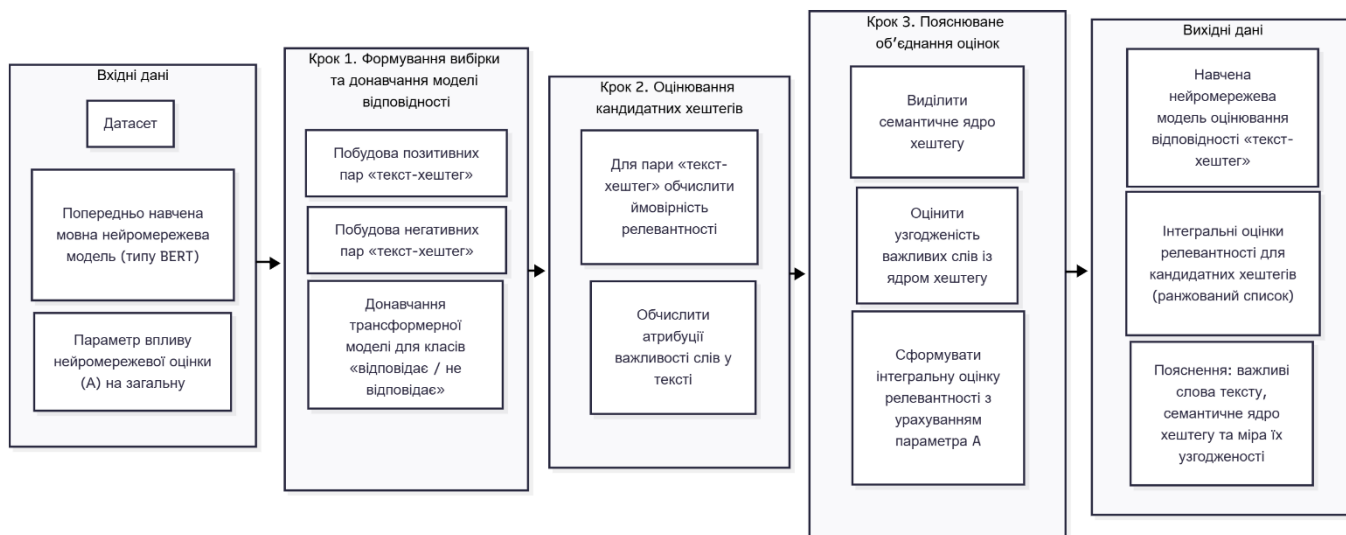 Вхідні дані
Датасет
Попередньо навчена
мовна нейромережева
модель (типу BERT)
Параметр впливу
нейромережевої оцінки
(A) на загальну
Крок 1. Формування вибірки
та донавчання моделі
відповідності
Побудова позитивних
пар «текст-хештег»
Побудова негативних
пар «текст-хештег»
Донавчання
трансформерної
моделі для класів
«відповідає / не
відповідає»
Крок 2. Оцінювання
кандидатних хештегів
Для пари «текст-
хештег» обчислити
ймовірність
релевантності
Обчислити
атрибуції
важливості слів у
тексті
Крок 3. Пояснюване
об’єднання оцінок
Виділити
семантичне ядро
хештегу
Оцінити
узгодженість
важливих слів із
ядром хештегу
Сформувати
інтегральну оцінку
релевантності з
урахуванням
параметра A
Вихідні дані
Навчена
нейромережева
модель оцінювання
відповідності «текст-
хештег»
Інтегральні оцінки
релевантності для
кандидатних хештегів
(ранжований список)
Пояснення: важливі
слова тексту,
семантичне ядро
хештегу та міра їх
узгодженості